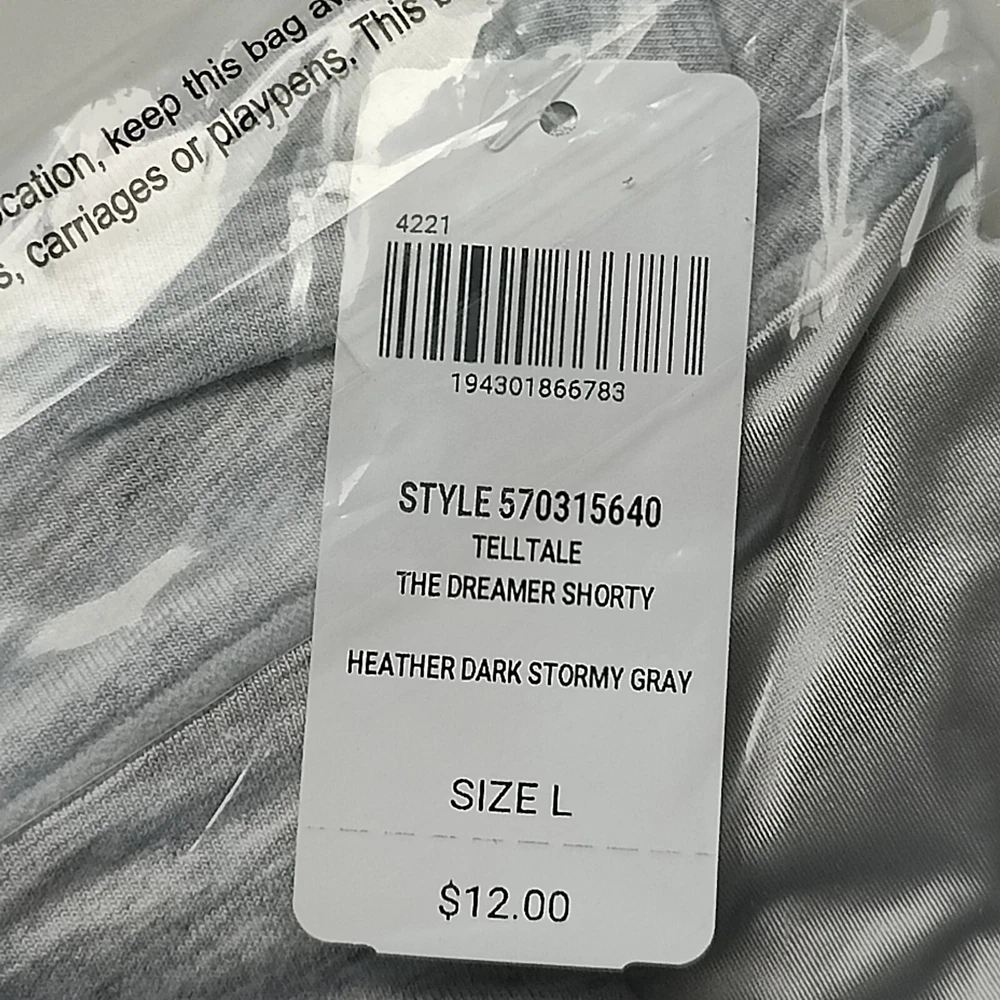 cation, keep this bag
carriages or playpens. This
4221
194301866783
STYLE 570315640
TELLTALE
THE DREAMER SHORTY
HEATHER DARK STORMY GRAY
SIZE L
$12.00